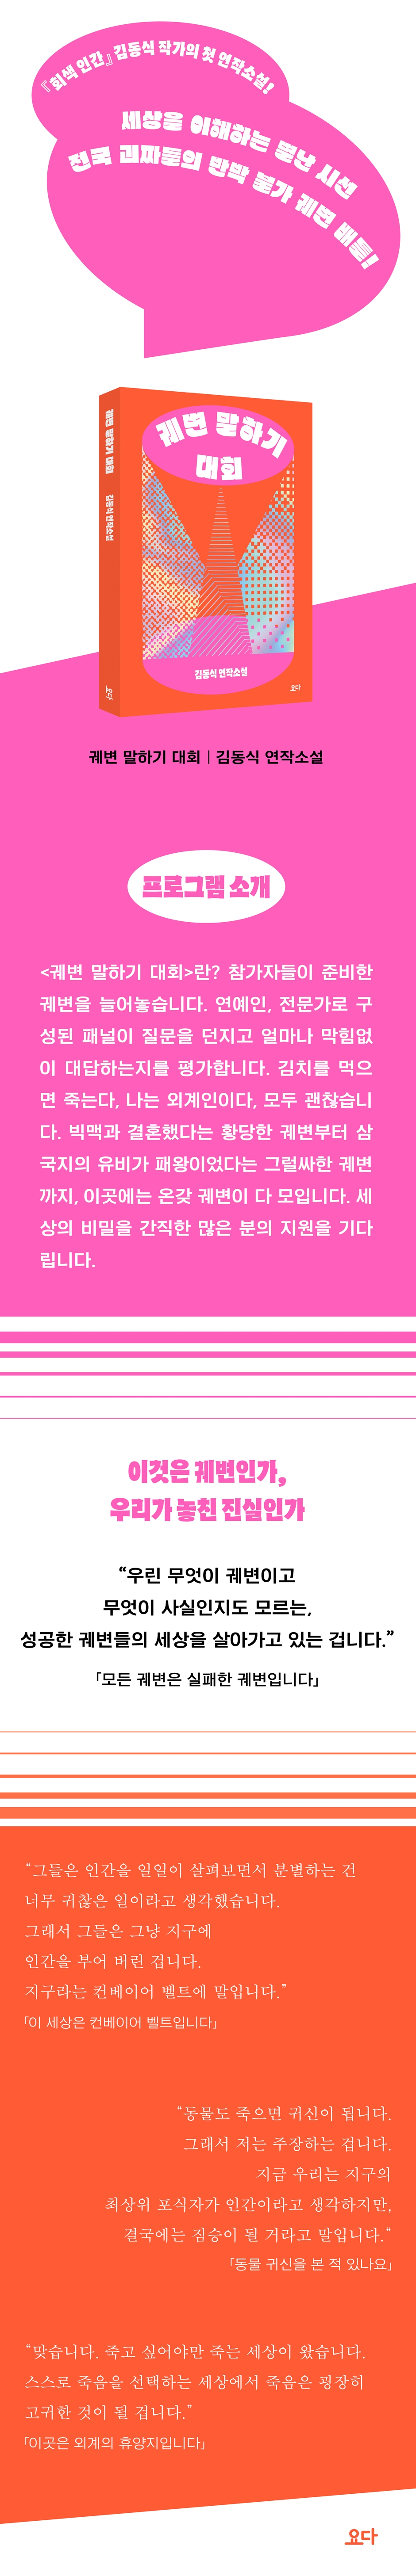 『회색 인간』 김동식 작가의 첫 연작소설!
세상을 이해하는 별난 시선
전국 괴짜들의 반박 불가 궤변 배틀!
궤변 말하기 대회
김동식 연작소설
요다
궤변 말하기
대회
김동식 연작소설
요다
궤변 말하기 대회 | 김동식 연작소설
프로그램 소개
<궤변 말하기 대회>란? 참가자들이 준비한
궤변을 늘어놓습니다. 연예인, 전문가로 구
성된 패널이 질문을 던지고 얼마나 막힘없
이 대답하는지를 평가합니다. 김치를 먹으
면 죽는다, 나는 외계인이다, 모두 괜찮습니
다. 빅맥과 결혼했다는 황당한 궤변부터 삼
국지의 유비가 패왕이었다는 그럴싸한 궤변
까지, 이곳에는 온갖 궤변이 다 모입니다. 세
상의 비밀을 간직한 많은 분의 지원을 기다
립니다.
이것은 궤변인가,
우리가 놓친 진실인가
“우린 무엇이 궤변이고
무엇이 사실인지도 모르는,
성공한 궤변들의 세상을 살아가고 있는 겁니다.”
「모든 궤변은 실패한 궤변입니다」
“그들은 인간을 일일이 살펴보면서 분별하는 건
너무 귀찮은 일이라고 생각했습니다.
그래서 그들은 그냥 지구에
인간을 부어 버린 겁니다.
지구라는 컨베이어 벨트에 말입니다.”
「이 세상은 컨베이어 벨트입니다」
“동물도 죽으면 귀신이 됩니다.
그래서 저는 주장하는 겁니다.
지금 우리는 지구의
최상위 포식자가 인간이라고 생각하지만,
결국에는 짐승이 될 거라고 말입니다.“
「동물 귀신을 본 적 있나요」
“맞습니다. 죽고 싶어야만 죽는 세상이 왔습니다.
스스로 죽음을 선택하는 세상에서 죽음은 굉장히
고귀한 것이 될 겁니다.”
「이곳은 외계의 휴양지입니다」
요다